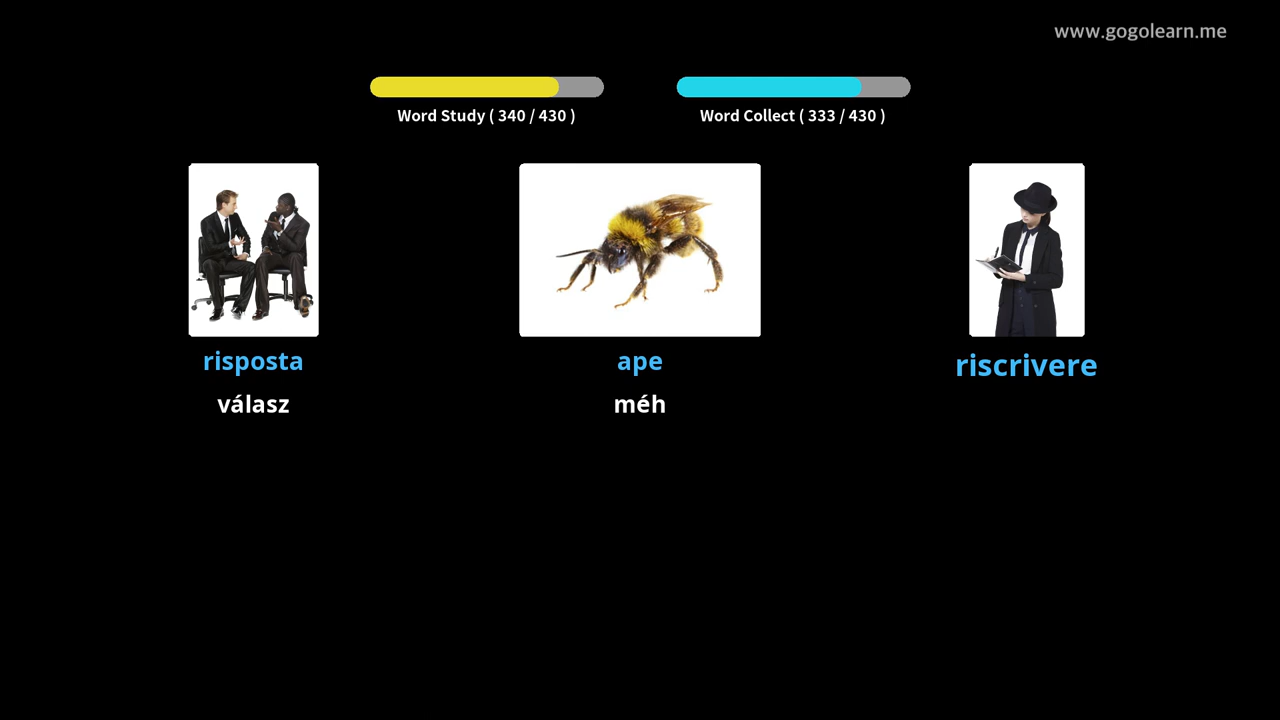 www.gogolearn.me
Word Study ( 340 / 430 )
Word Collect ( 333 / 430 )
risposta
válasz
ape
méh
riscrivere